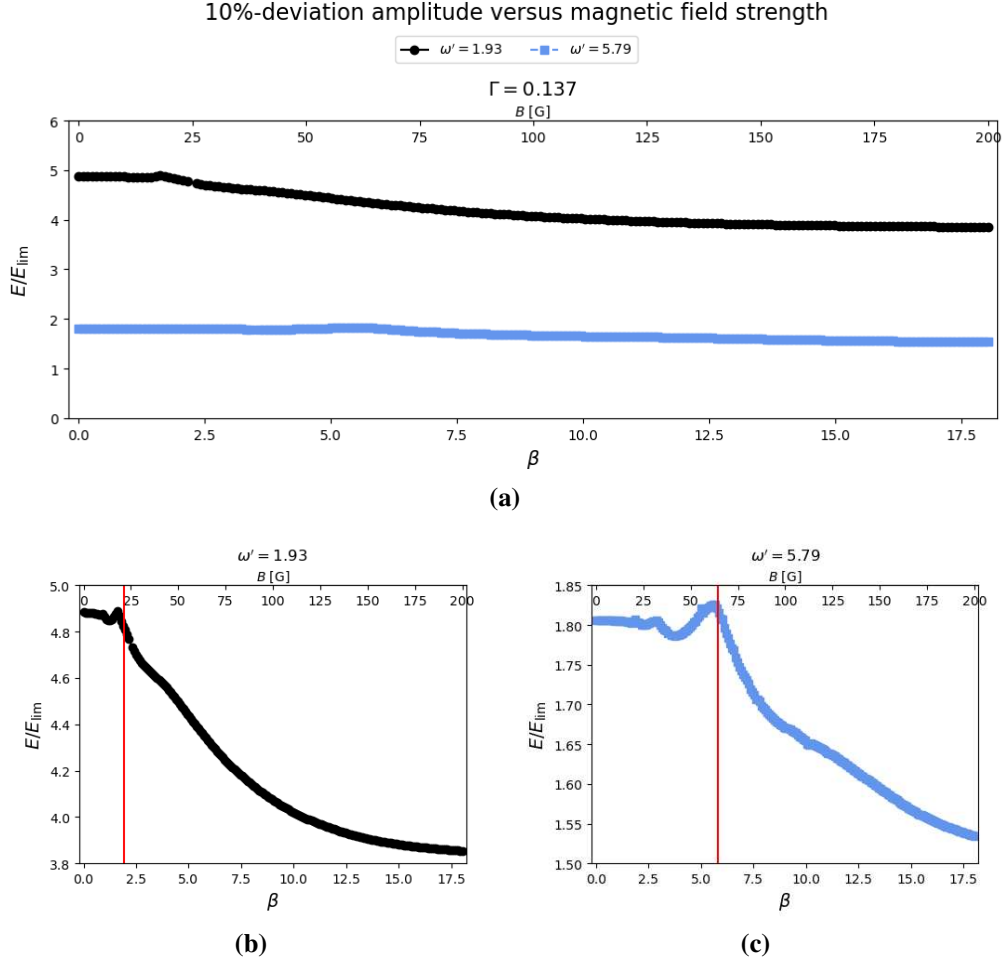 10%-deviation amplitude versus magnetic field strength
ω′ = 1.93 ω′ = 5.79
Γ = 0.137
B [G]
0 25 50 75 100 125 150 175 200
6
5
4
3
2
1
0
E/E_lim
0.0 2.5 5.0 7.5 10.0 12.5 15.0 17.5
β
(a)
ω′ = 1.93
B [G]
0 25 50 75 100 125 150 175 200
5.0
4.8
4.6
4.4
4.2
4.0
3.8
E/E_lim
0.0 2.5 5.0 7.5 10.0 12.5 15.0 17.5
β
(b)
ω′ = 5.79
B [G]
0 25 50 75 100 125 150 175 200
1.85
1.80
1.75
1.70
1.65
1.60
1.55
1.50
E/E_lim
0.0 2.5 5.0 7.5 10.0 12.5 15.0 17.5
β
(c)